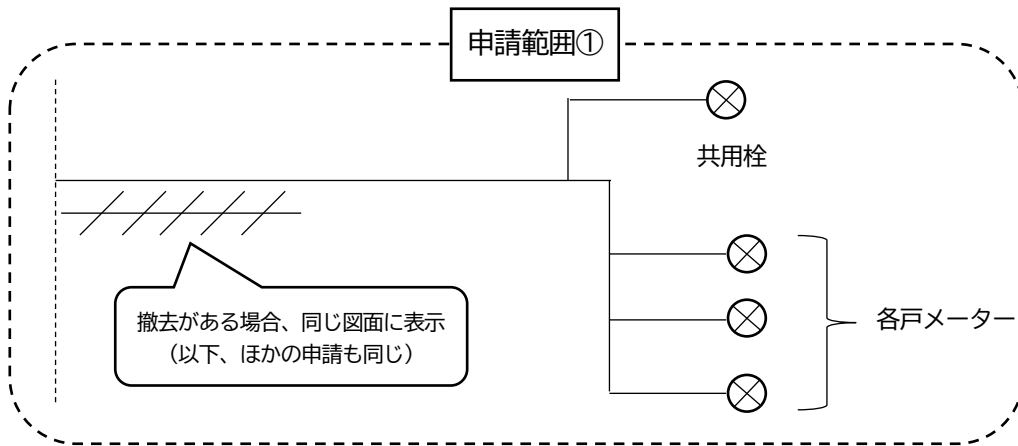 申請範囲①
共用栓
撤去がある場合、同じ図面に表示
（以下、ほかの申請も同じ）
各戸メーター